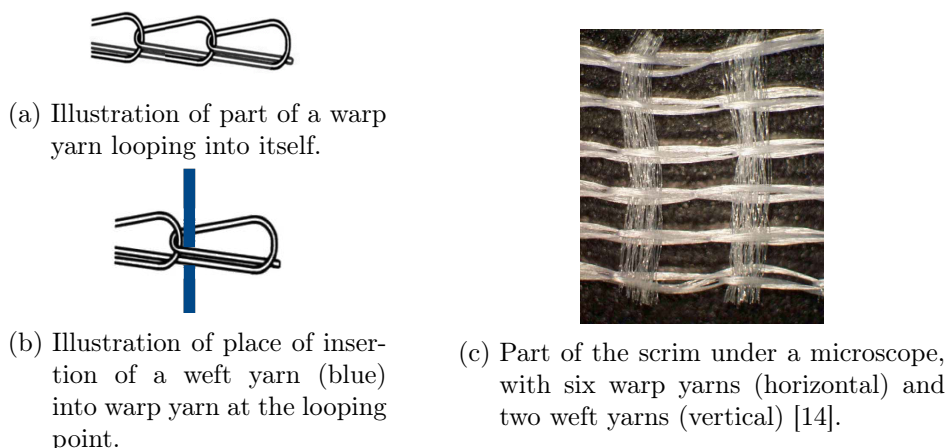 (a) Illustration of part of a warp
yarn looping into itself.
(b) Illustration of place of inser-
tion of a weft yarn (blue)
into warp yarn at the looping
point.
(c) Part of the scrim under a microscope,
with six warp yarns (horizontal) and
two weft yarns (vertical) [14].